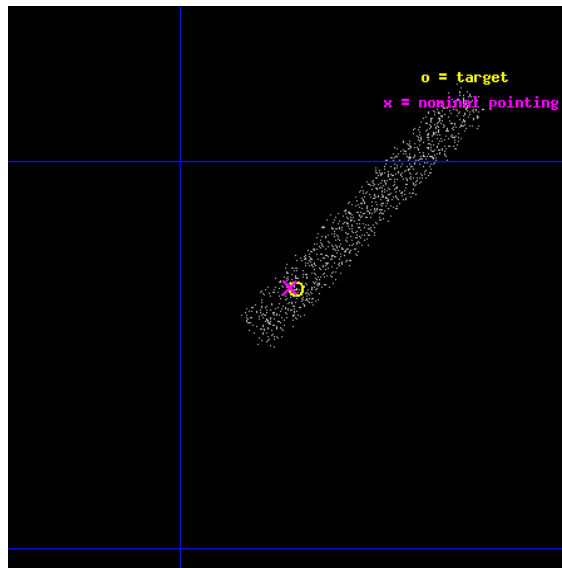 o = target
x = nominal pointing